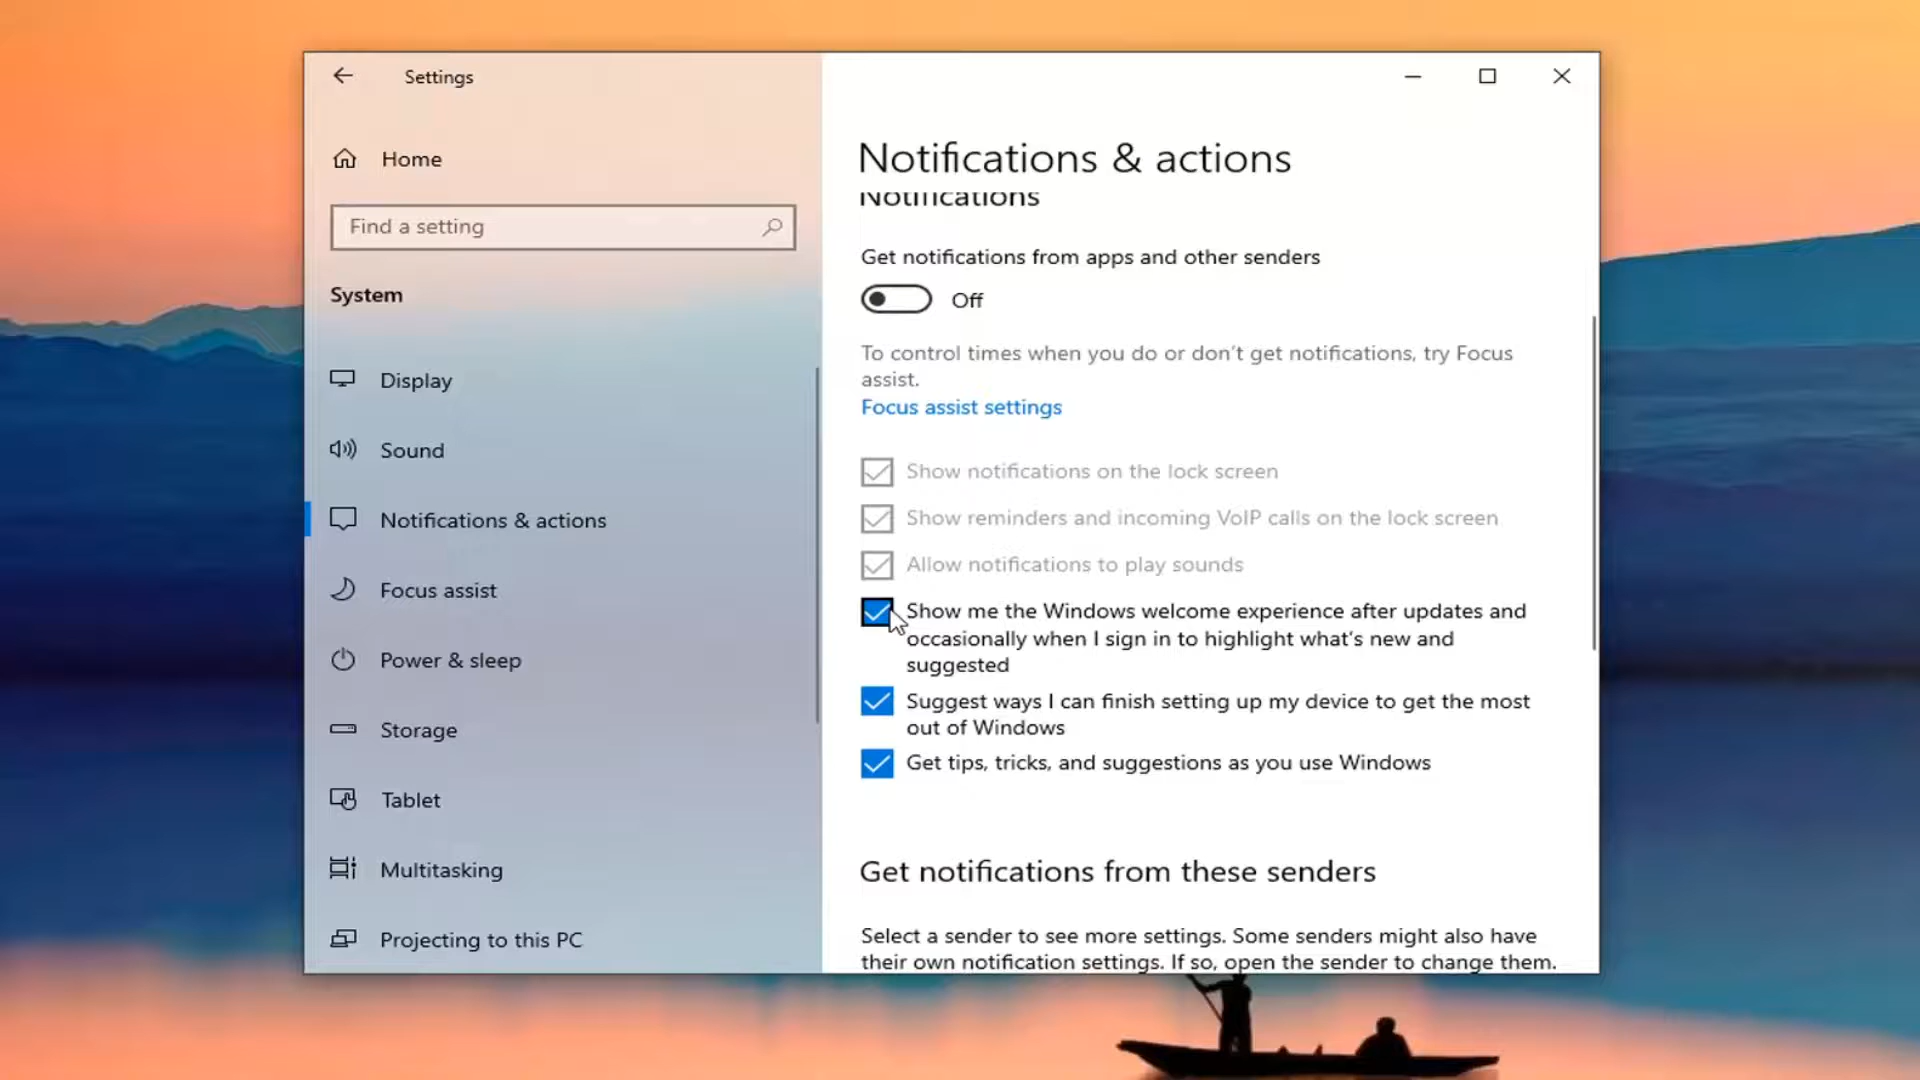 Settings
Home
Find a setting
System
Display
Sound
Notifications & actions
Focus assist
Power & sleep
Storage
Tablet
Multitasking
Projecting to this PC
Notifications & actions
Notifications
Get notifications from apps and other senders
Off
To control times when you do or don't get notifications, try Focus
assist.
Focus assist settings
Show notifications on the lock screen
Show reminders and incoming VoIP calls on the lock screen
Allow notifications to play sounds
Show me the Windows welcome experience after updates and
occasionally when I sign in to highlight what's new and
suggested
Suggest ways I can finish setting up my device to get the most
out of Windows
Get tips, tricks, and suggestions as you use Windows
Get notifications from these senders
Select a sender to see more settings. Some senders might also have
their own notification settings. If so, open the sender to change them.